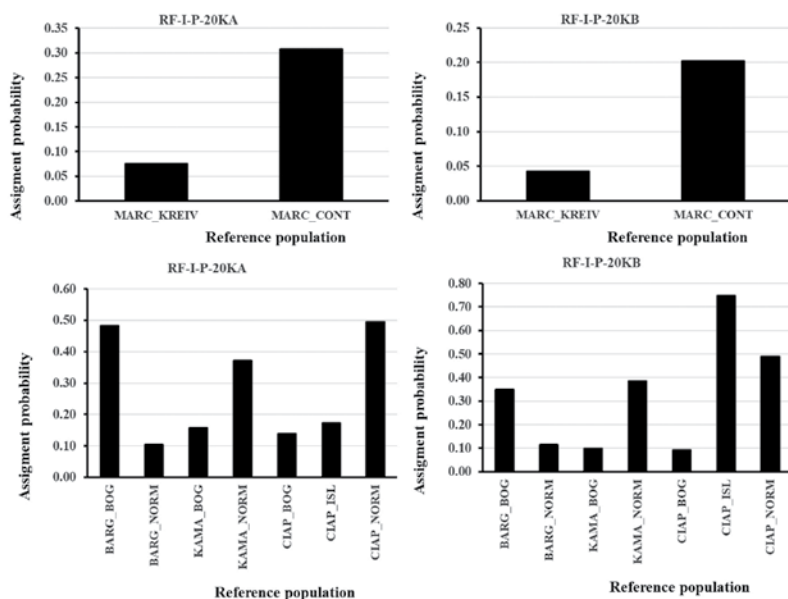 RF-I-P-20KA
Assigment probability
0.35
0.30
0.25
0.20
0.15
0.10
0.05
0.00
MARC_KREIV MARC_CONT
Reference population
RF-I-P-20KB
Assigment probability
0.25
0.20
0.15
0.10
0.05
0.00
MARC_KREIV MARC_CONT
Reference population
RF-I-P-20KA
Assigment probability
0.60
0.50
0.40
0.30
0.20
0.10
0.00
BARG_BOG
BARG_NORM
KAMA_BOG
KAMA_NORM
CIAP_BOG
CIAP_ISL
CIAP_NORM
Reference population
RF-I-P-20KB
Assigment probability
0.80
0.70
0.60
0.50
0.40
0.30
0.20
0.10
0.00
BARG_BOG
BARG_NORM
KAMA_BOG
KAMA_NORM
CIAP_BOG
CIAP_ISL
CIAP_NORM
Reference population